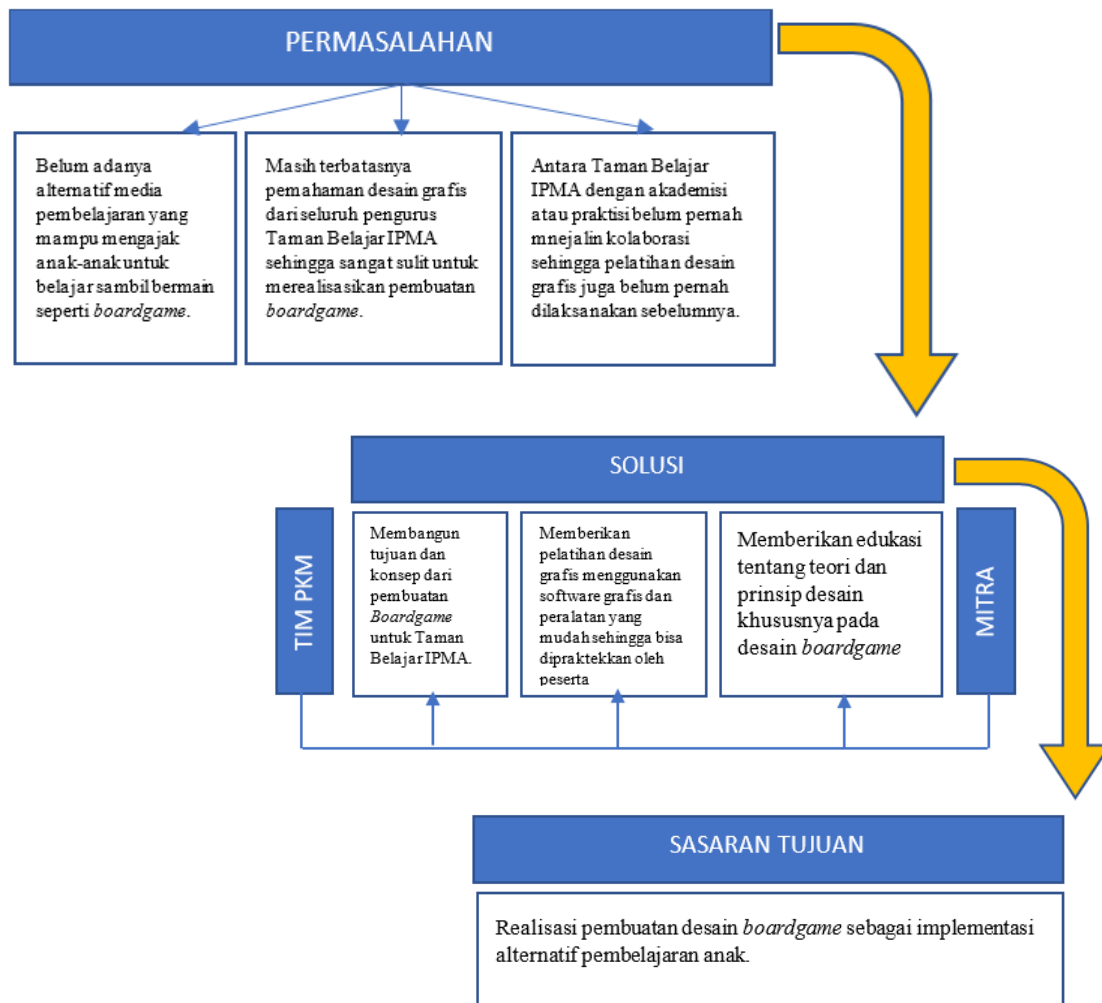 PERMASALAHAN
Belum adanya
alternatif media
pembelajaran yang
mampu mengajak
anak-anak untuk
belajar sambil bermain
seperti boardgame.
Masih terbatasnya
pemahaman desain grafis
dari seluruh pengurus
Taman Belajar IPMA
sehingga sangat sulit untuk
merealisasikan pembuatan
boardgame.
Antara Taman Belajar
IPMA dengan akademisi
atau praktisi belum pernah
mnejalin kolaborasi
sehingga pelatihan desain
grafis juga belum pernah
dilaksanakan sebelumnya.
SOLUSI
TIM PKM
Membangun
tujuan dan
konsep dari
pembuatan
Boardgame
untuk Taman
Belajar IPMA.
Memberikan
pelatihan desain
grafis menggunakan
software grafis dan
peralatan yang
mudah sehingga bisa
dipraktekkan oleh
peserta
Memberikan edukasi
tentang teori dan
prinsip desain
khususnya pada
desain boardgame
MITRA
SASARAN TUJUAN
Realisasi pembuatan desain boardgame sebagai implementasi
alternatif pembelajaran anak.